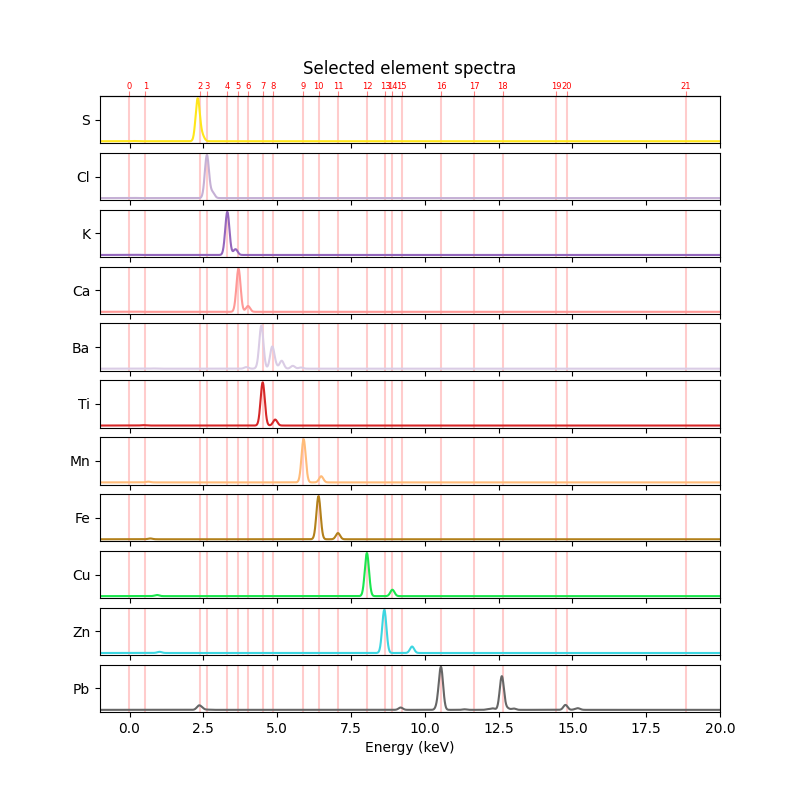 Selected element spectra
0 1 2 3 4 5 6 7 8 9 10 11 12 13 14 15 16 17 18 19 20 21
S
Cl
K
Ca
Ba
Ti
Mn
Fe
Cu
Zn
Pb
0.0 2.5 5.0 7.5 10.0 12.5 15.0 17.5 20.0
Energy (keV)